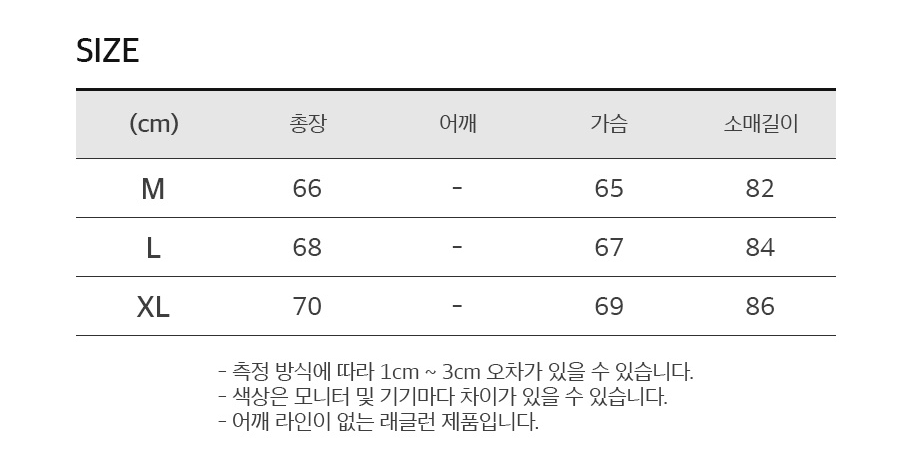 SIZE
(cm) 총장 어깨 가슴 소매길이
M 66 - 65 82
L 68 - 67 84
XL 70 - 69 86
- 측정 방식에 따라 1cm ~ 3cm 오차가 있을 수 있습니다.
- 색상은 모니터 및 기기마다 차이가 있을 수 있습니다.
- 어깨 라인이 없는 래글런 제품입니다.